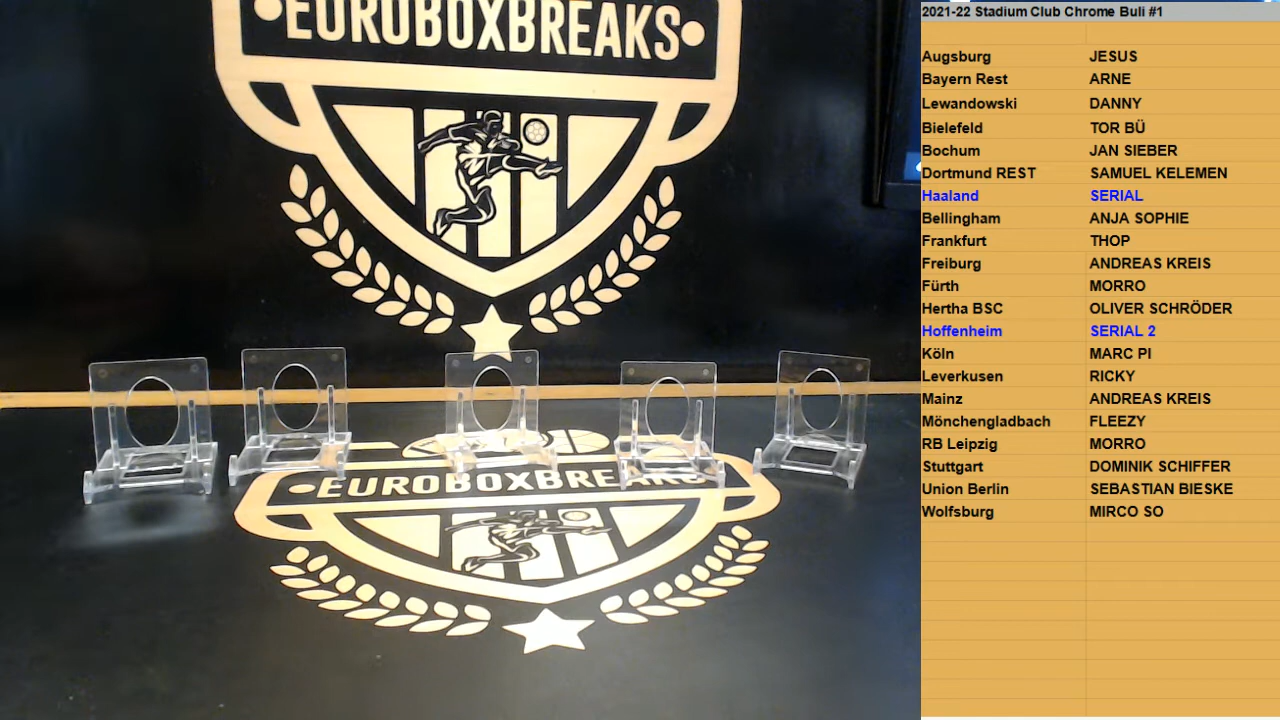 EUROBOXBREAKS
EUROBOXBREAKS
2021-22 Stadium Club Chrome Buli #1
Augsburg JESUS
Bayern Rest ARNE
Lewandowski DANNY
Bielefeld TOR BÜ
Bochum JAN SIEBER
Dortmund REST SAMUEL KELEMEN
Haaland SERIAL
Bellingham ANJA SOPHIE
Frankfurt THOP
Freiburg ANDREAS KREIS
Fürth MORRO
Hertha BSC OLIVER SCHRÖDER
Hoffenheim SERIAL 2
Köln MARC PI
Leverkusen RICKY
Mainz ANDREAS KREIS
Mönchengladbach FLEEZY
RB Leipzig MORRO
Stuttgart DOMINIK SCHIFFER
Union Berlin SEBASTIAN BIESKE
Wolfsburg MIRCO SO